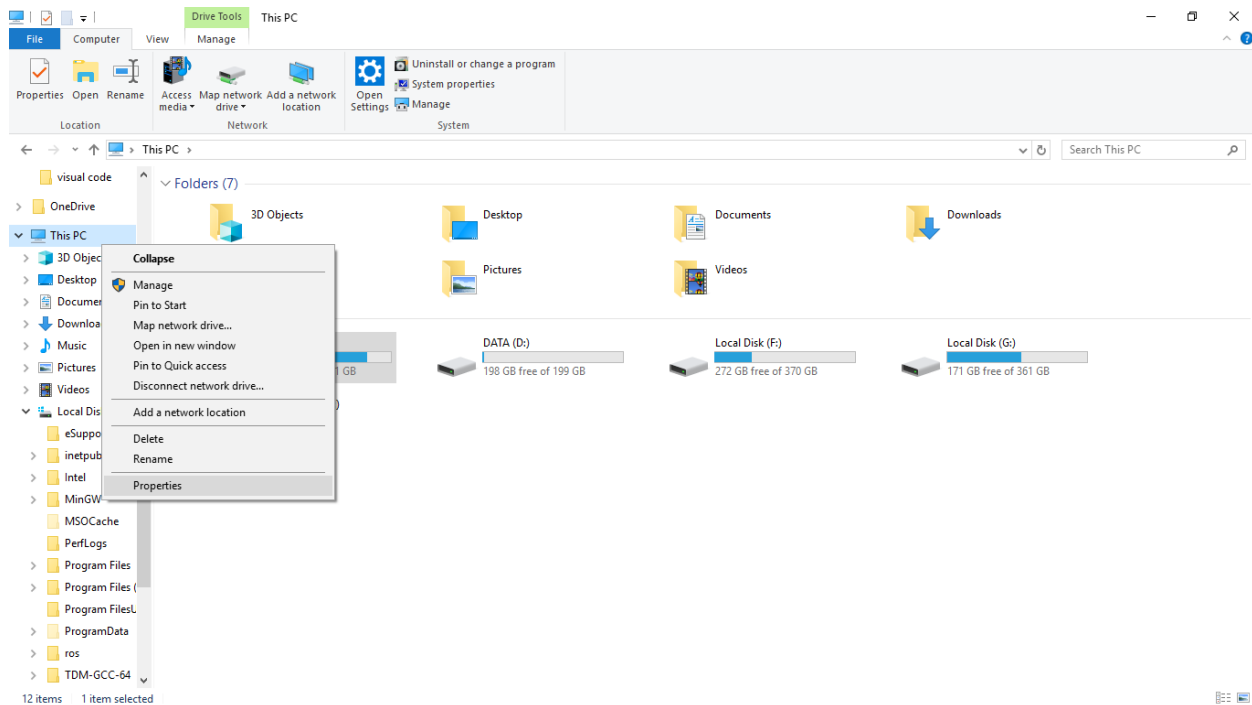 Drive Tools This PC
File Computer View Manage
Properties Open Rename
Location
Access media Map network drive Add a network location
Network
Open Settings
Uninstall or change a program
System properties
Manage
System
This PC
Search This PC
visual code
OneDrive
This PC
3D Objec
Desktop
Documer
Downloa
Music
Pictures
Videos
Local Dis
eSuppo
inetpub
Intel
MinGW
MSOCache
PerfLogs
Program Files
Program Files (
Program FilesU
ProgramData
ros
TDM-GCC-64
Collapse
Manage
Pin to Start
Map network drive...
Open in new window
Pin to Quick access
Disconnect network drive...
Add a network location
Delete
Rename
Properties
Folders (7)
3D Objects Desktop Documents Downloads
Pictures Videos
DATA (D:) Local Disk (F:) Local Disk (G:)
1 GB 198 GB free of 199 GB 272 GB free of 370 GB 171 GB free of 361 GB
)
12 items 1 item selected